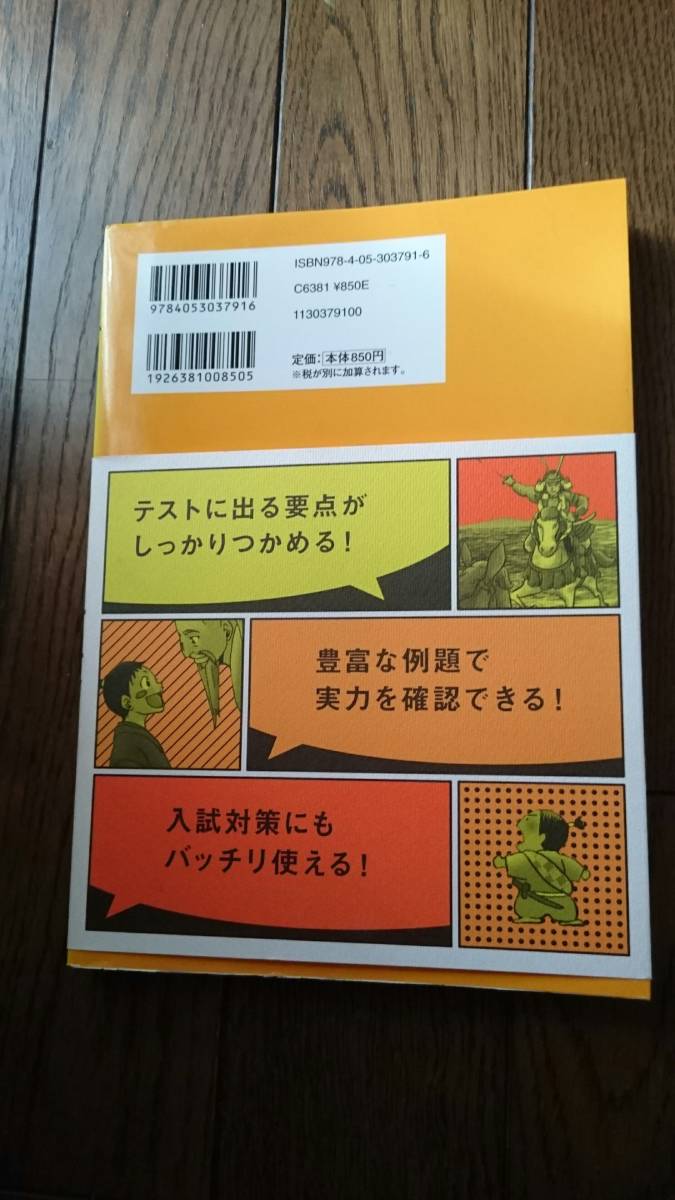 ISBN978-4-05-303791-6
C6381 ¥850E
1130379100
9784053037916
1926381008505
定価：本体850円
※税が別に加算されます。
テストに出る要点が
しっかりつかめる！
豊富な例題で
実力を確認できる！
入試対策にも
バッチリ使える！